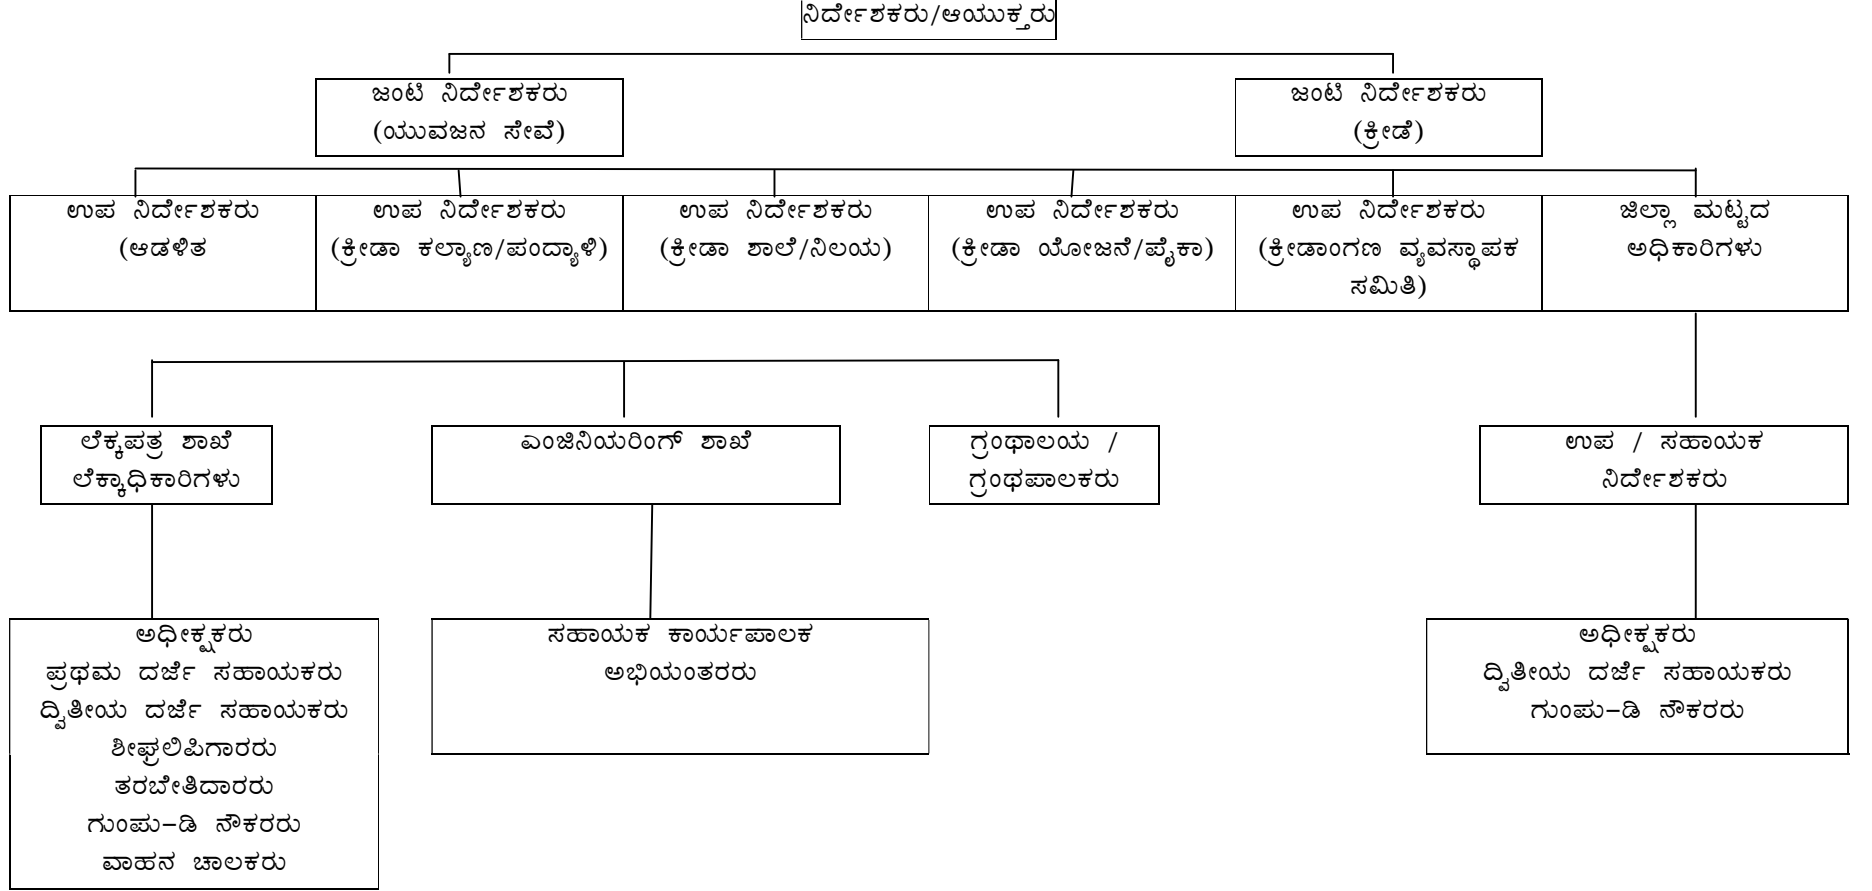 ನಿರ್ದೇಶಕರು/ಆಯುಕ್ತರು
ಜಂಟಿ ನಿರ್ದೇಶಕರು
(ಯುವಜನ ಸೇವೆ)
ಜಂಟಿ ನಿರ್ದೇಶಕರು
(ಕ್ರೀಡೆ)
ಉಪ ನಿರ್ದೇಶಕರು
(ಆಡಳಿತ
ಉಪ ನಿರ್ದೇಶಕರು
(ಕ್ರೀಡಾ ಕಲ್ಯಾಣ/ಪಂದ್ಯಾಳಿ)
ಉಪ ನಿರ್ದೇಶಕರು
(ಕ್ರೀಡಾ ಶಾಲೆ/ನಿಲಯ)
ಉಪ ನಿರ್ದೇಶಕರು
(ಕ್ರೀಡಾ ಯೋಜನೆ/ಪೈಕಾ)
ಉಪ ನಿರ್ದೇಶಕರು
(ಕ್ರೀಡಾಂಗಣ ವ್ಯವಸ್ಥಾಪಕ
ಸಮಿತಿ)
ಜಿಲ್ಲಾ ಮಟ್ಟದ
ಅಧಿಕಾರಿಗಳು
ಲೆಕ್ಕಪತ್ರ ಶಾಖೆ
ಲೆಕ್ಕಾಧಿಕಾರಿಗಳು
ಎಂಜಿನಿಯರಿಂಗ್ ಶಾಖೆ
ಗ್ರಂಥಾಲಯ /
ಗ್ರಂಥಪಾಲಕರು
ಉಪ / ಸಹಾಯಕ
ನಿರ್ದೇಶಕರು
ಅಧೀಕ್ಷಕರು
ಪ್ರಥಮ ದರ್ಜೆ ಸಹಾಯಕರು
ದ್ವಿತೀಯ ದರ್ಜೆ ಸಹಾಯಕರು
ಶೀಘ್ರಲಿಪಿಗಾರರು
ತರಬೇತಿದಾರರು
ಗುಂಪು-ಡಿ ನೌಕರರು
ವಾಹನ ಚಾಲಕರು
ಸಹಾಯಕ ಕಾರ್ಯಪಾಲಕ
ಅಭಿಯಂತರರು
ಅಧೀಕ್ಷಕರು
ದ್ವಿತೀಯ ದರ್ಜೆ ಸಹಾಯಕರು
ಗುಂಪು-ಡಿ ನೌಕರರು